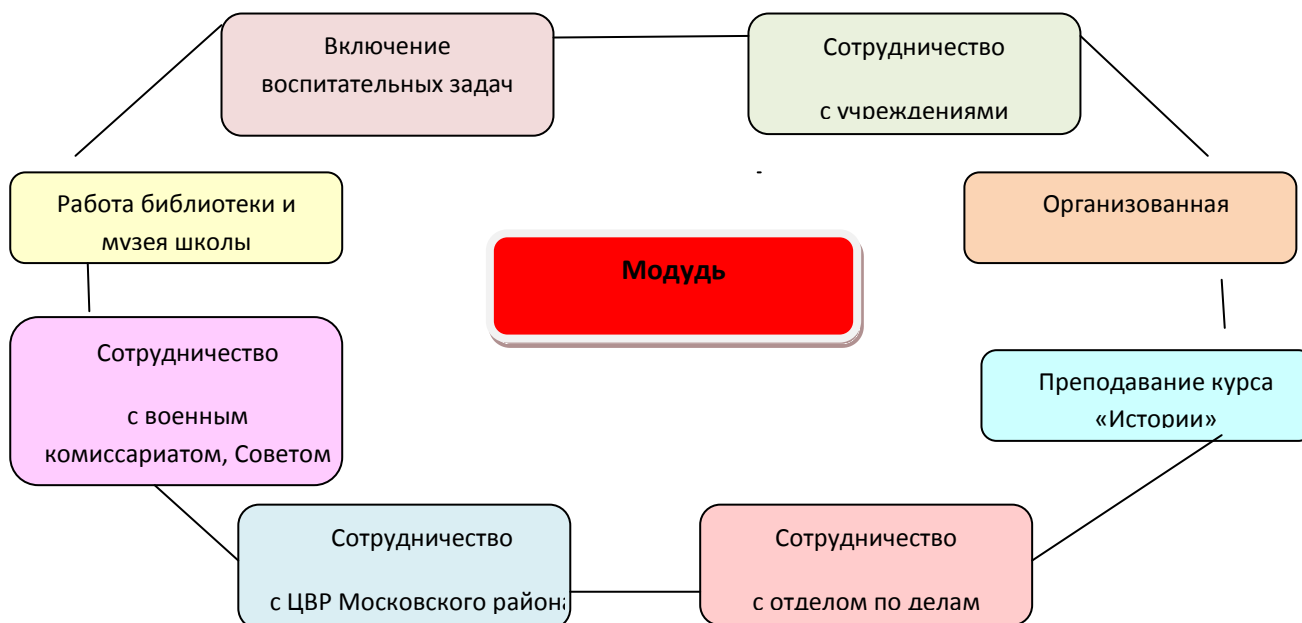 Включение
воспитательных задач
Сотрудничество
с учреждениями
Работа библиотеки и
музея школы
Организованная
Модудь
Сотрудничество
с военным
комиссариатом, Советом
Преподавание курса
«Истории»
Сотрудничество
с ЦВР Московского района
Сотрудничество
с отделом по делам